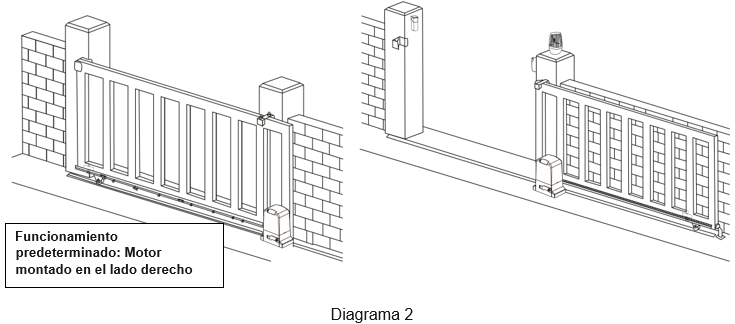 Funcionamiento
predeterminado: Motor
montado en el lado derecho
Diagrama 2